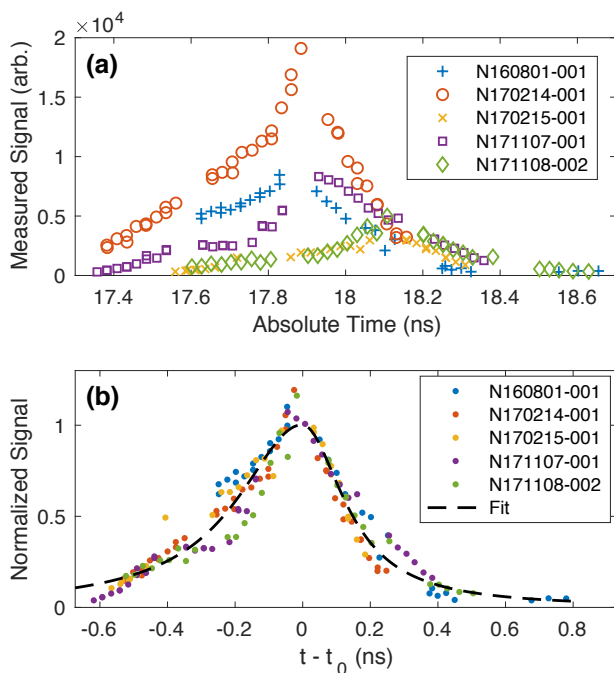 ×10⁴
2
(a)
N160801-001
N170214-001
N170215-001
N171107-001
N171108-002
1.5
1
0.5
0
Measured Signal (arb.)
17.4 17.6 17.8 18 18.2 18.4 18.6
Absolute Time (ns)
(b)
N160801-001
N170214-001
N170215-001
N171107-001
N171108-002
Fit
1
0.5
0
Normalized Signal
-0.6 -0.4 -0.2 0 0.2 0.4 0.6 0.8
t - t₀ (ns)